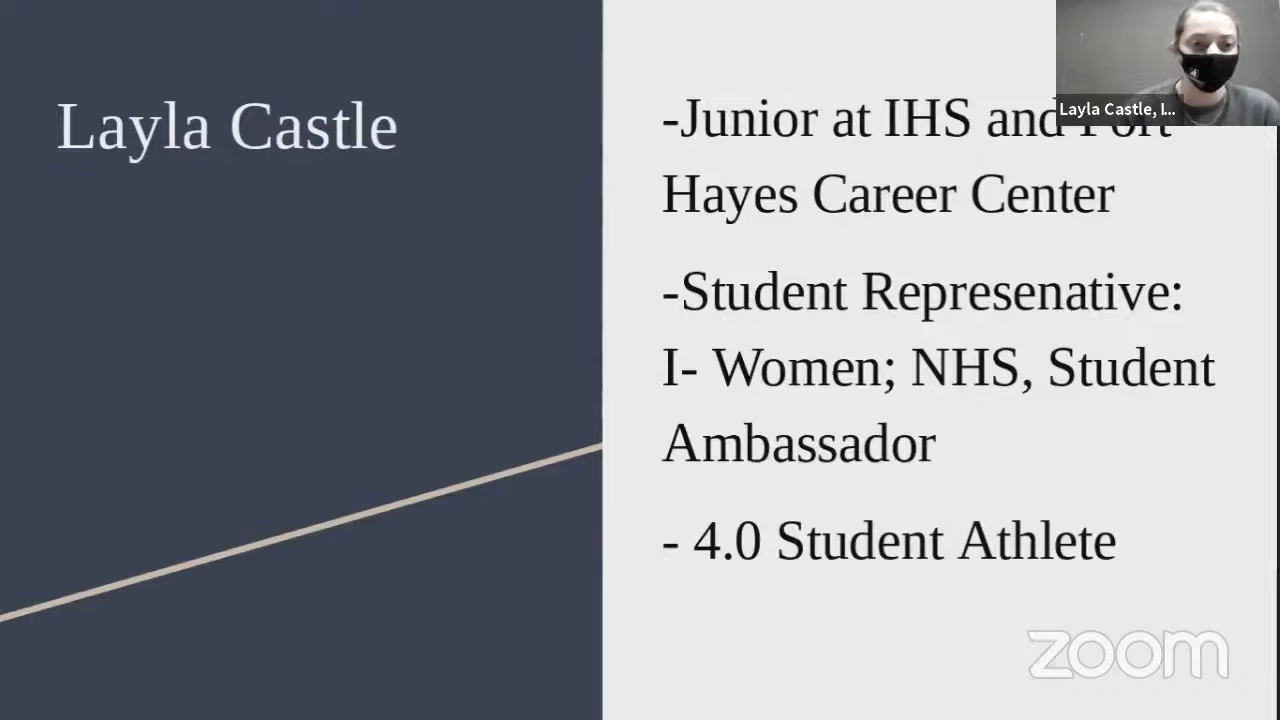 Layla Castle
Layla Castle, I...
-Junior at IHS and Fort
Hayes Career Center
-Student Represenative:
I- Women; NHS, Student
Ambassador
- 4.0 Student Athlete
zoom